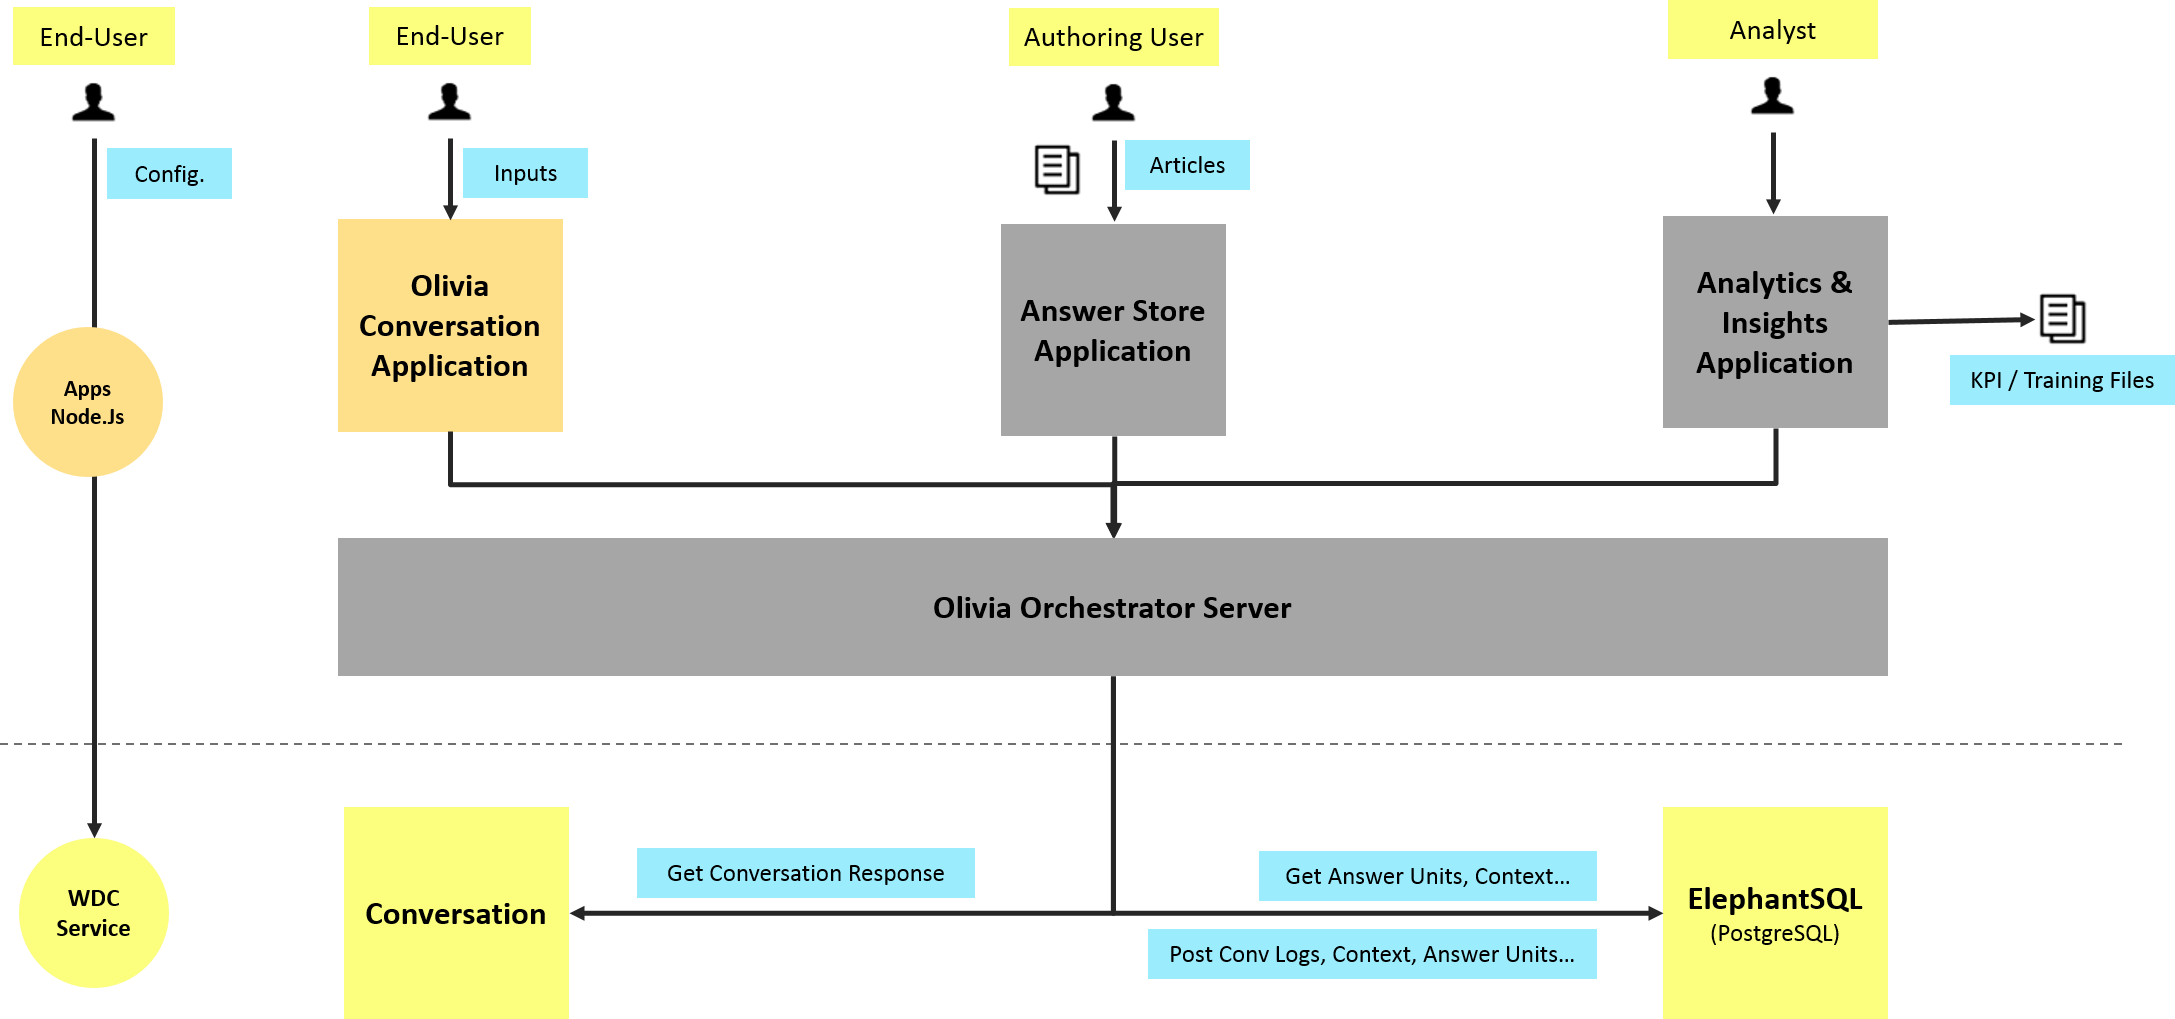 End-User
End-User
Authoring User
Analyst
Config.
Inputs
Articles
Olivia
Conversation
Application
Answer Store
Application
Analytics &
Insights
Application
KPI / Training Files
Apps
Node.Js
Olivia Orchestrator Server
WDC
Service
Conversation
Get Conversation Response
Get Answer Units, Context...
Post Conv Logs, Context, Answer Units...
ElephantSQL
(PostgreSQL)